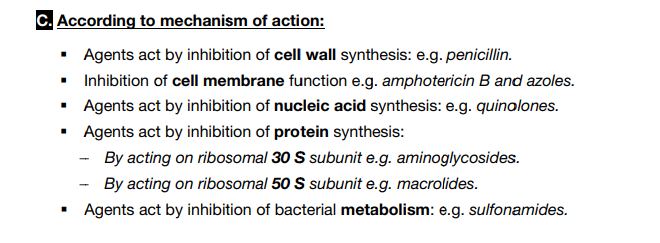 C. According to mechanism of action:
▪ Agents act by inhibition of cell wall synthesis: e.g. penicillin.
▪ Inhibition of cell membrane function e.g. amphotericin B and azoles.
▪ Agents act by inhibition of nucleic acid synthesis: e.g. quinolones.
▪ Agents act by inhibition of protein synthesis:
– By acting on ribosomal 30 S subunit e.g. aminoglycosides.
– By acting on ribosomal 50 S subunit e.g. macrolides.
▪ Agents act by inhibition of bacterial metabolism: e.g. sulfonamides.